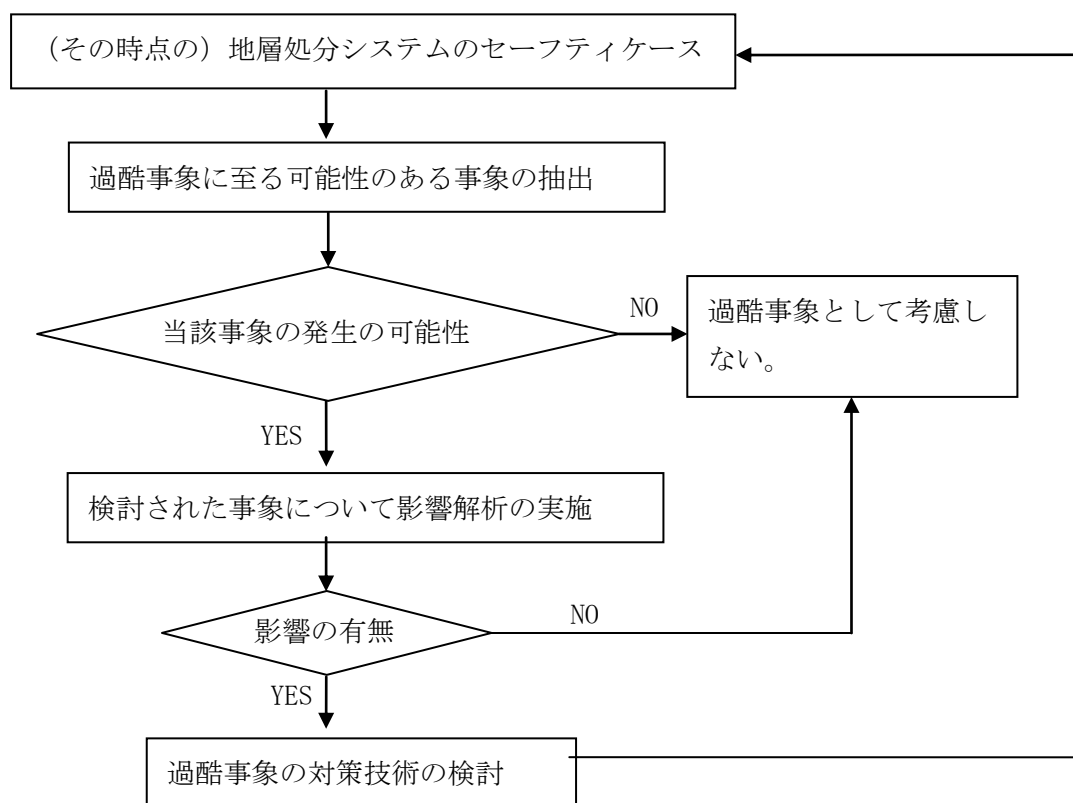 （その時点の）地層処分システムのセーフティケース
過酷事象に至る可能性のある事象の抽出
当該事象の発生の可能性
NO
過酷事象として考慮し
ない。
YES
検討された事象について影響解析の実施
影響の有無
NO
YES
過酷事象の対策技術の検討